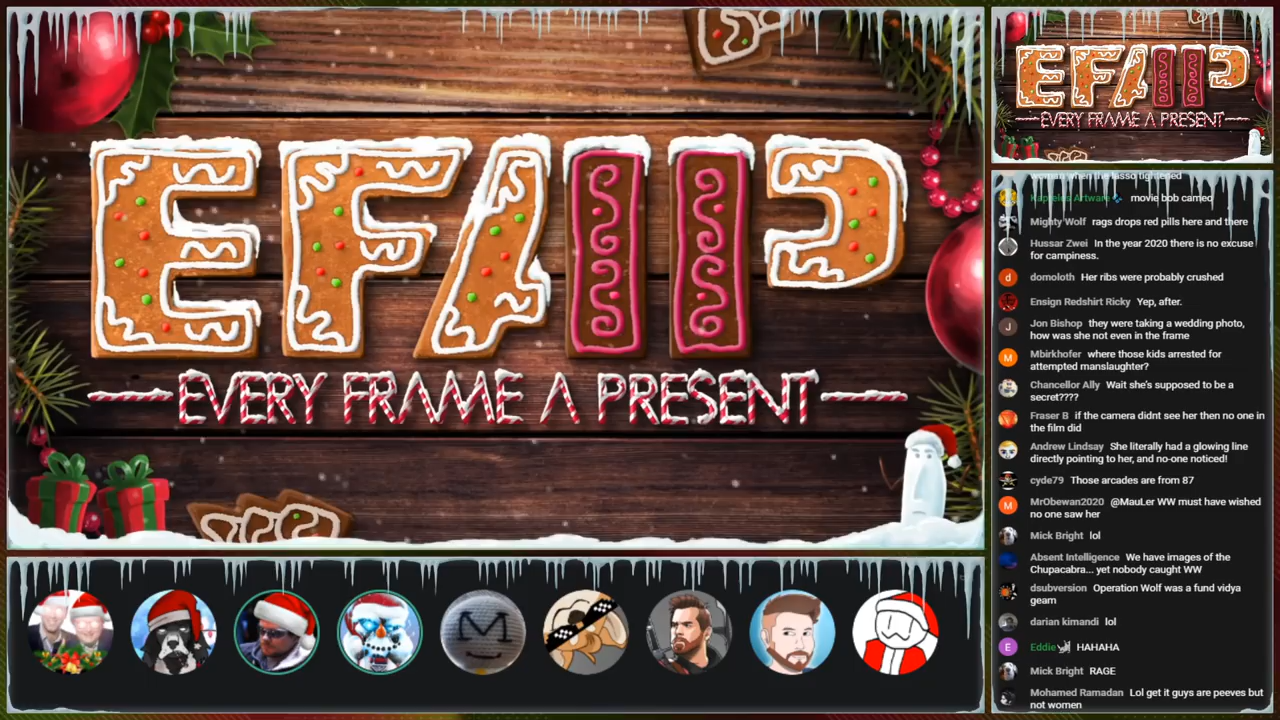 EFAP
EVERY FRAME A PRESENT
EFAP
EVERY FRAME A PRESENT
woman when the lasso tightened
Kupreles Artware movie bob cameo
Mighty Wolf rags drops red pills here and there
Hussar Zwei In the year 2020 there is no excuse
for campiness.
domoloth Her ribs were probably crushed
Ensign Redshirt Ricky Yep, after.
Jon Bishop they were taking a wedding photo,
how was she not even in the frame
Mbirkhofer where those kids arrested for
attempted manslaughter?
Chancellor Ally Wait she's supposed to be a
secret????
Fraser B if the camera didnt see her then no one in
the film did
Andrew Lindsay She literally had a glowing line
directly pointing to her, and no-one noticed!
cyde79 Those arcades are from 87
MrObewan2020 @MauLer WW must have wished
no one saw her
Mick Bright lol
Absent Intelligence We have images of the
Chupacabra... yet nobody caught WW
dsubversion Operation Wolf was a fund vidya
geam
darian kimandi lol
Eddie HAHAHA
Mick Bright RAGE
Mohamed Ramadan Lol get it guys are peeves but
not women
M
d
J
M
M
E